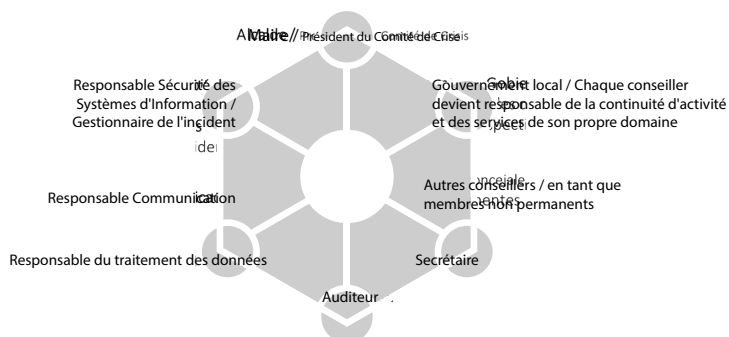 Maire / Président du Comité de Crise
Responsable Sécurité des
Systèmes d'Information /
Gestionnaire de l'incident
Gouvernement local / Chaque conseiller
devient responsable de la continuité d'activité
et des services de son propre domaine
Responsable Communication
Autres conseillers / en tant que
membres non permanents
Responsable du traitement des données
Secrétaire
Auditeur